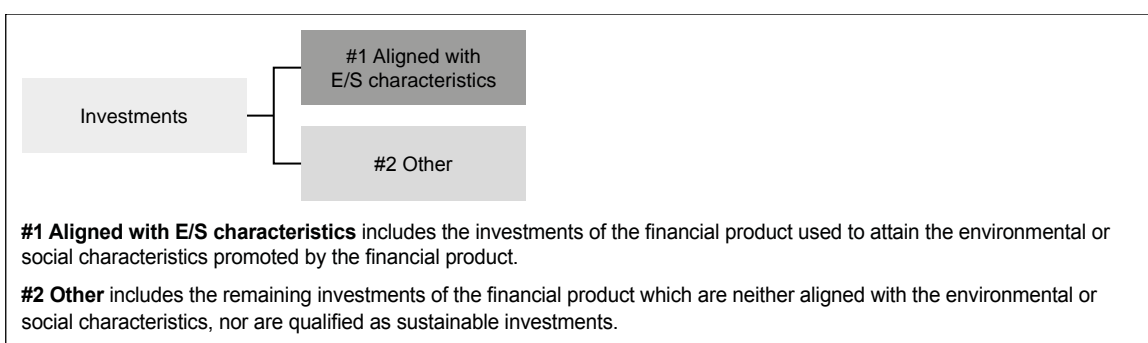 #1 Aligned with
E/S characteristics
Investments
#2 Other
#1 Aligned with E/S characteristics includes the investments of the financial product used to attain the environmental or
social characteristics promoted by the financial product.
#2 Other includes the remaining investments of the financial product which are neither aligned with the environmental or
social characteristics, nor are qualified as sustainable investments.